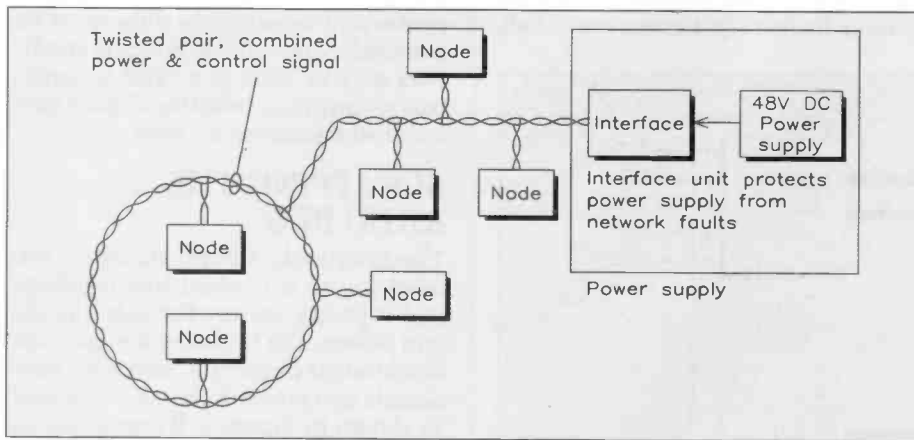 Twisted pair, combined
power & control signal
Node
Node
Node
Interface
48V DC
Power
supply
Interface unit protects
power supply from
network faults
Power supply
Node
Node
Node